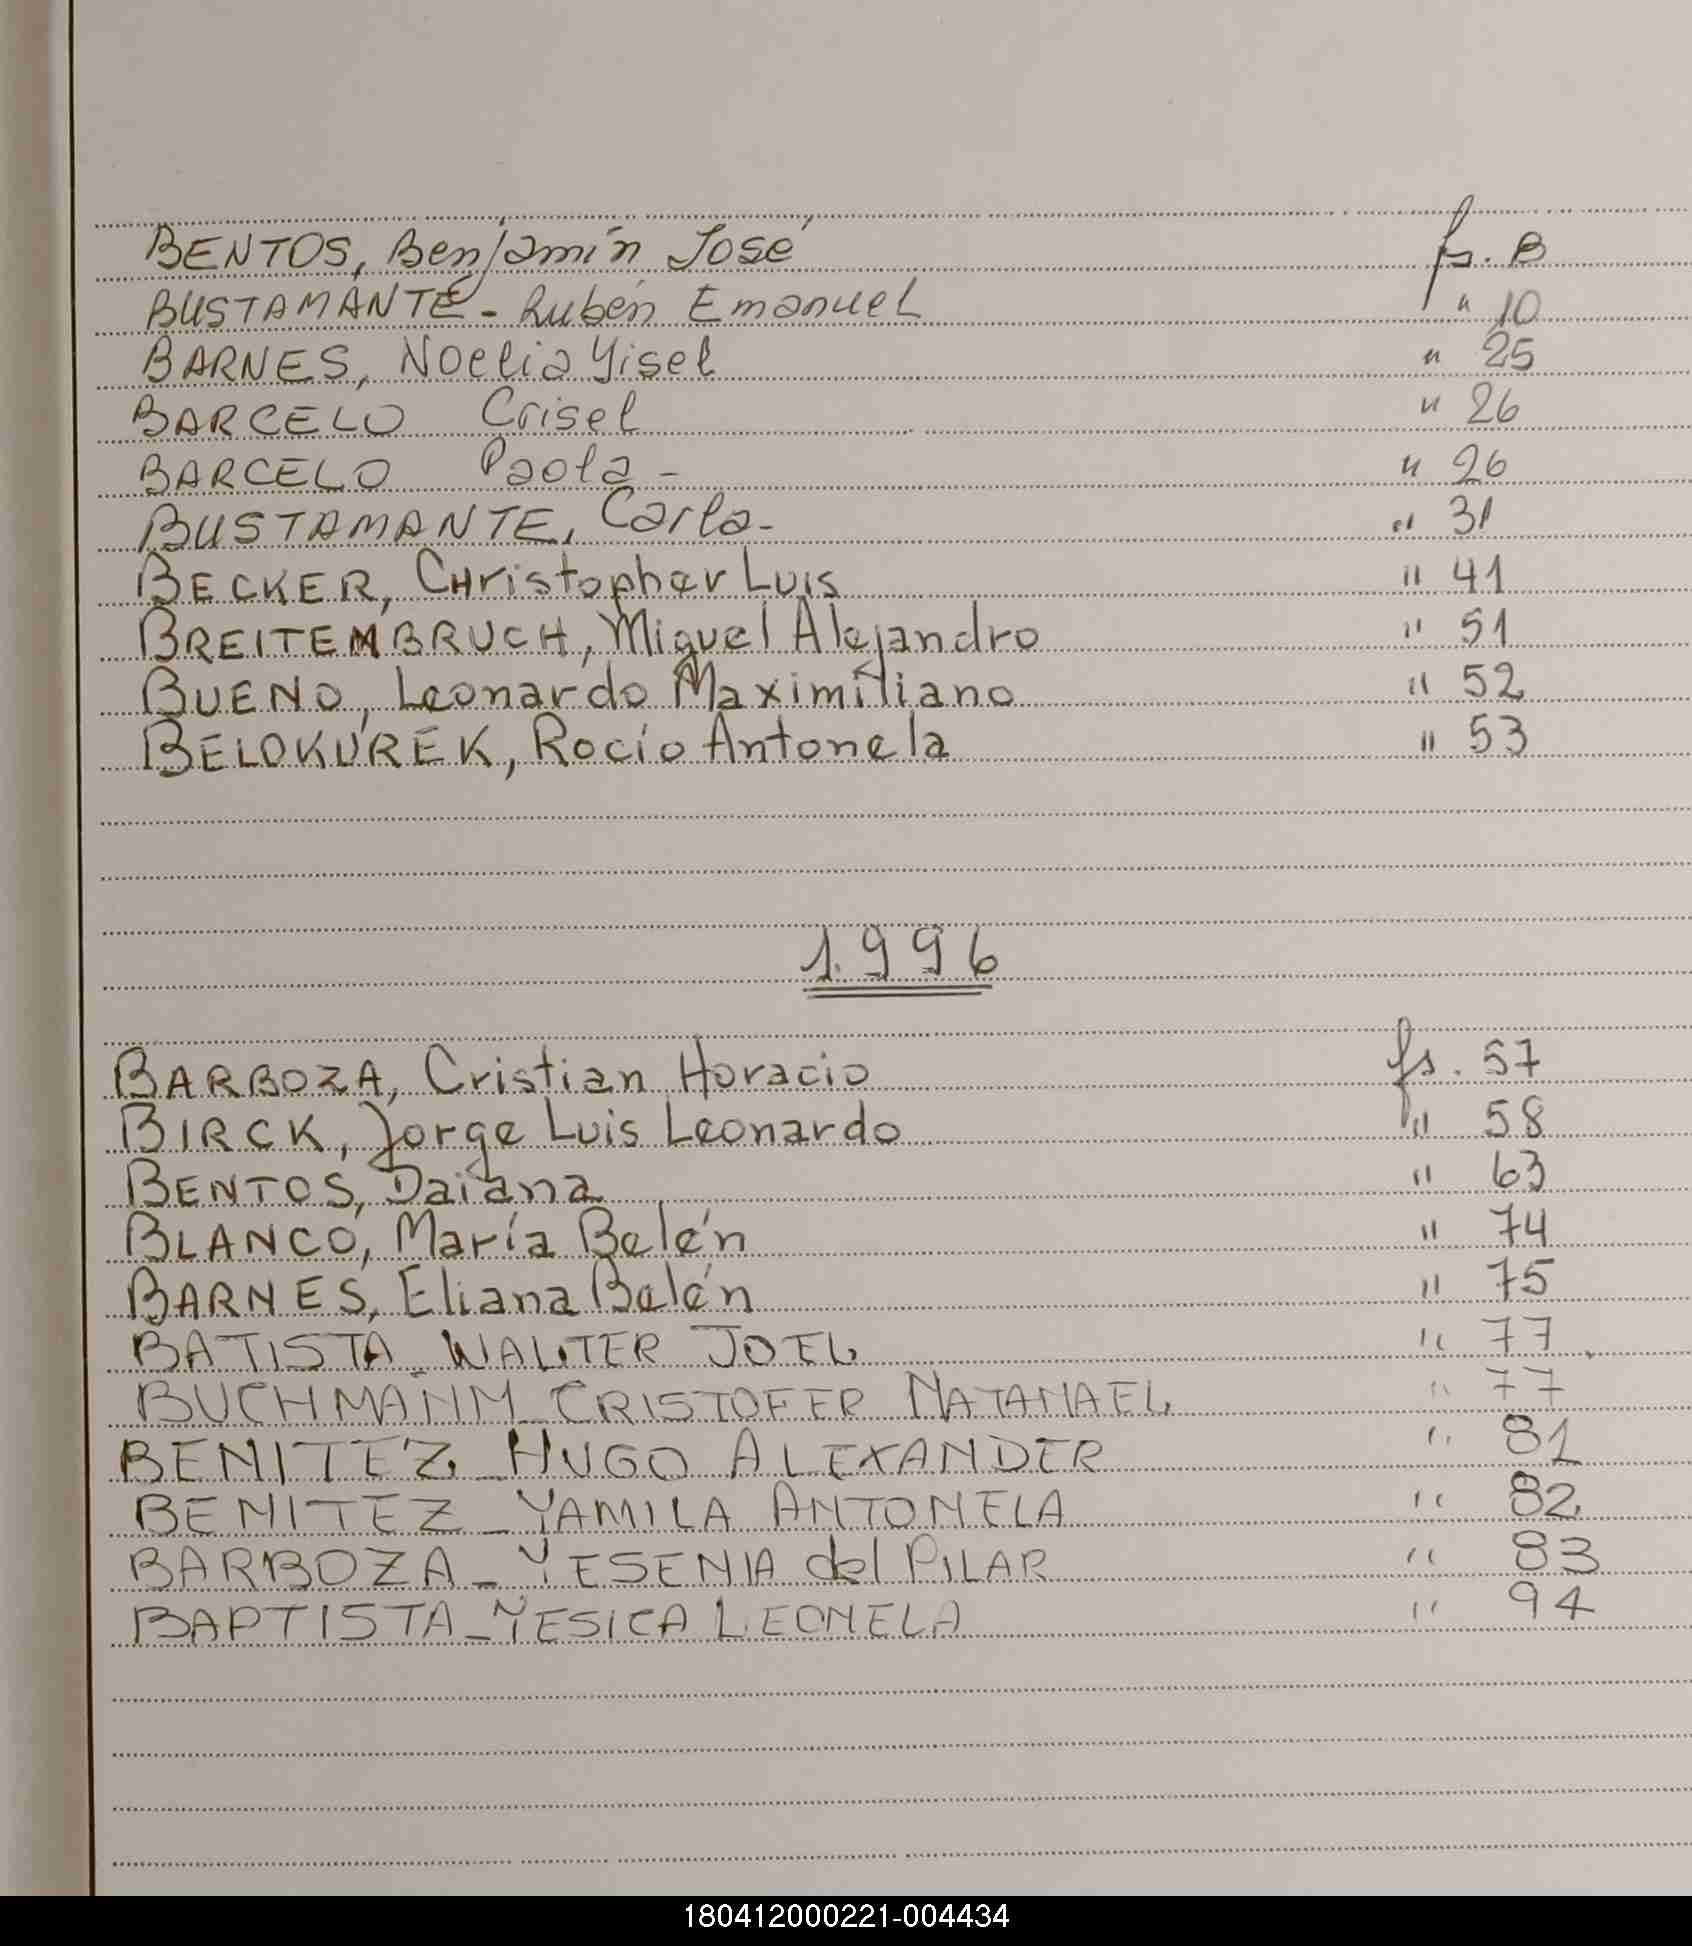 BENTOS, Benjamín José fs. 8
BUSTAMANTE - Rubén Emanuel " 10
BARNES, Noelia Yisel " 25
BARCELO Crisel " 26
BARCELO Paola - " 26
BUSTAMANTE, Carla - " 31
BECKER, Christopher Luis " 41
BREITEMBRUCH, Miguel Alejandro " 51
BUENO, Leonardo Maximiliano " 52
BELOKUREK, Rocío Antonela " 53
1.996
BARBOZA, Cristian Horacio fs. 57
BIRCK, Jorge Luis Leonardo " 58
BENTOS, Daiana " 63
BLANCO, María Belén " 74
BARNES, Eliana Belén " 75
BATISTA - WALTER JOEL " 77
BUCHMANN - CRISTOFER NATANAEL " 77
BENITEZ - HUGO ALEXANDER " 81
BENITEZ - YAMILA ANTONELA " 82
BARBOZA - YESENIA del PILAR " 83
BAPTISTA - YESICA LEONELA " 94
180412000221-004434